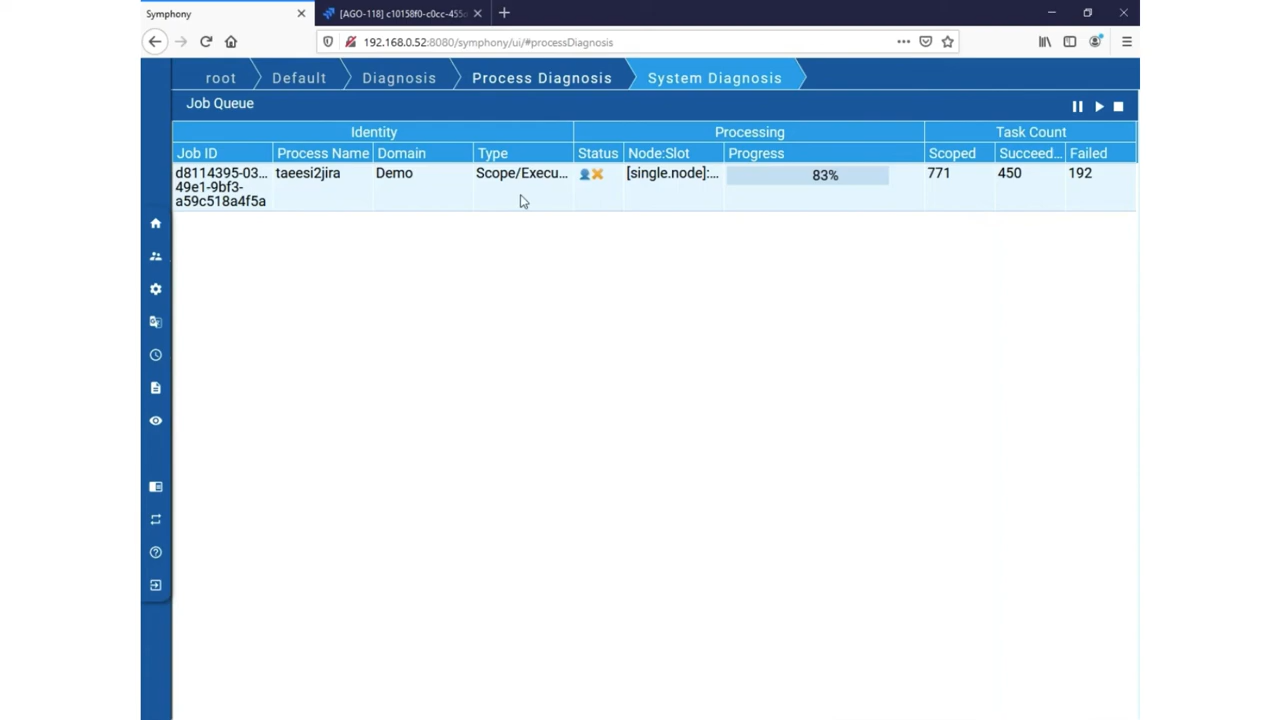 Symphony
[AGO-118] c10158f0-c0cc-455
192.168.0.52:8080/symphony/ui/#processDiagnosis
root Default Diagnosis Process Diagnosis System Diagnosis
Job Queue
Identity Processing Task Count
Job ID Process Name Domain Type Status Node:Slot Progress Scoped Succeed... Failed
d8114395-03... taeesi2jira Demo Scope/Execu... [single.node]:... 83% 771 450 192
49e1-9bf3-
a59c518a4f5a